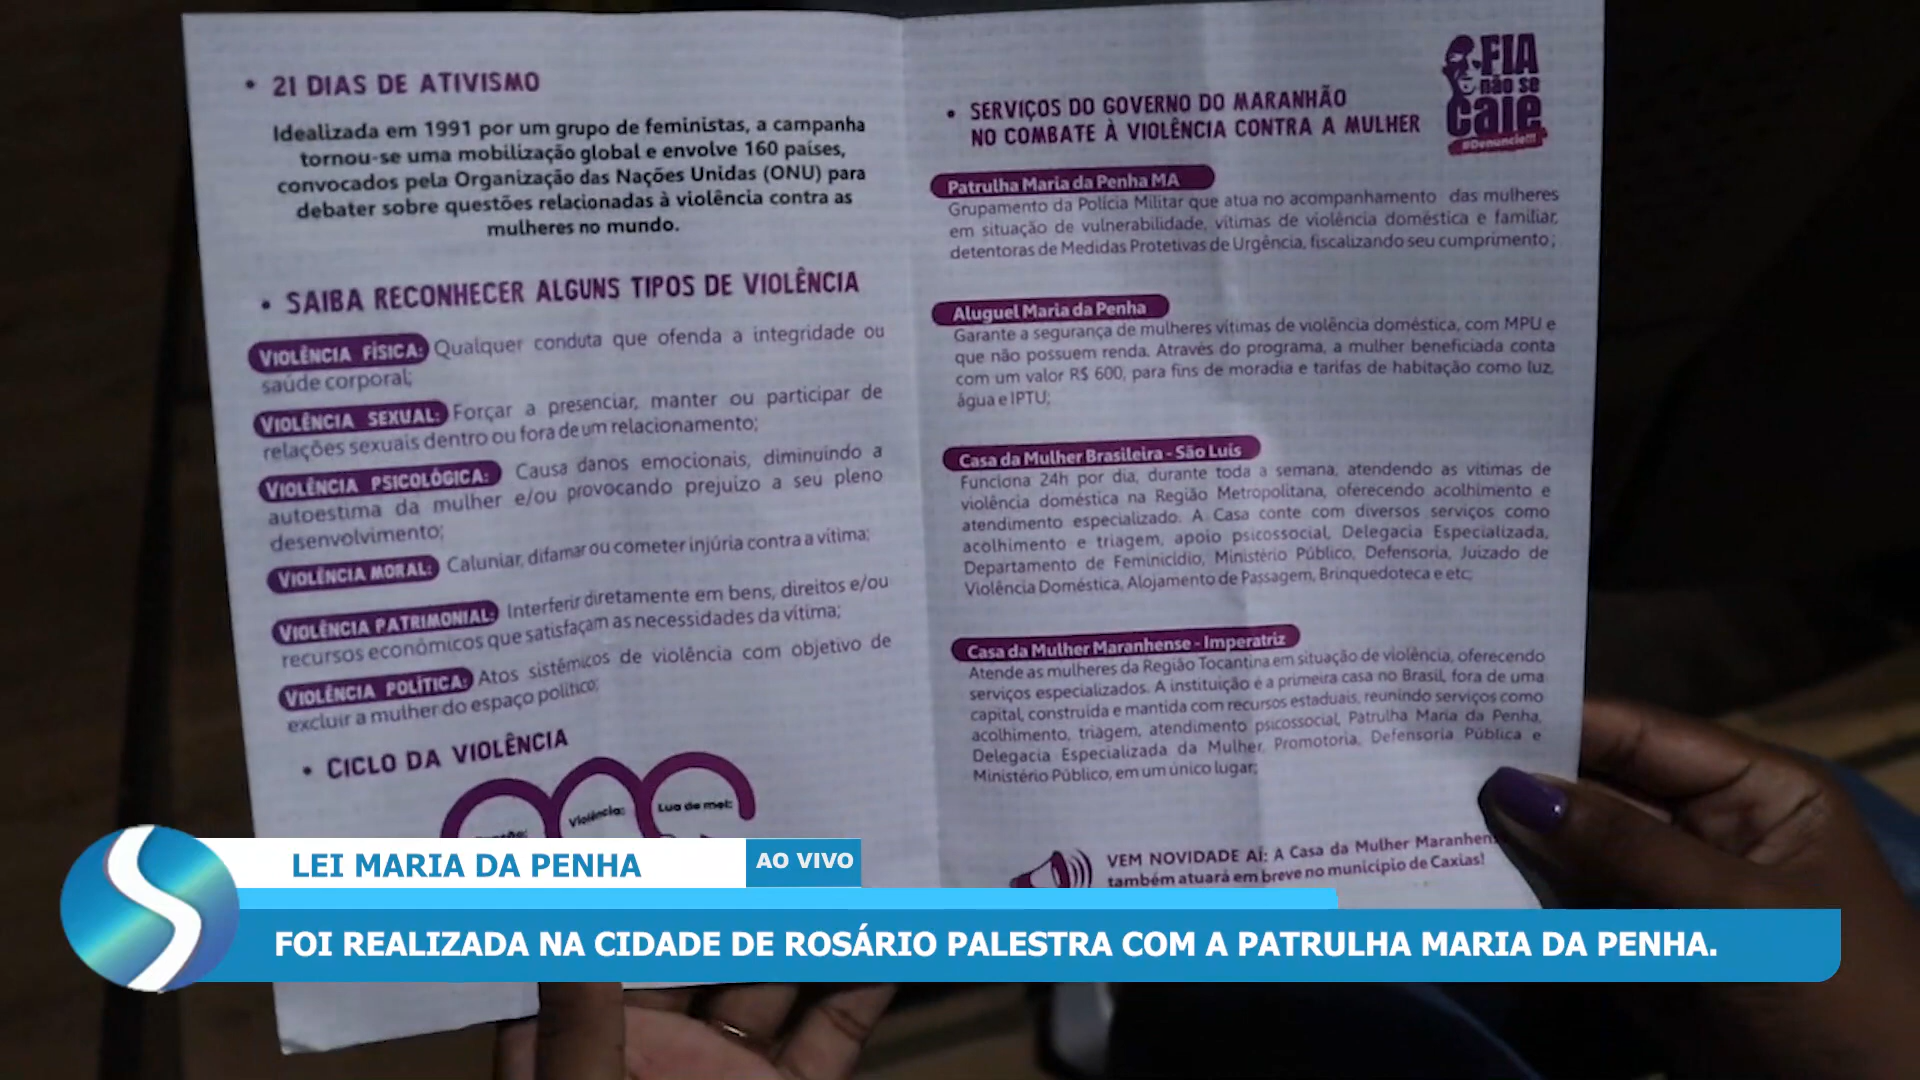 • 21 DIAS DE ATIVISMO
Idealizada em 1991 por um grupo de feministas, a campanha
tornou-se uma mobilização global e envolve 160 países,
convocados pela Organização das Nações Unidas (ONU) para
debater sobre questões relacionadas à violência contra as
mulheres no mundo.
• SAIBA RECONHECER ALGUNS TIPOS DE VIOLÊNCIA
VIOLÊNCIA FÍSICA: Qualquer conduta que ofenda a integridade ou
saúde corporal;
VIOLÊNCIA SEXUAL: Forçar a presenciar, manter ou participar de
relações sexuais dentro ou fora de um relacionamento;
VIOLÊNCIA PSICOLÓGICA: Causa danos emocionais, diminuindo a
autoestima da mulher e/ou provocando prejuízo a seu pleno
desenvolvimento;
VIOLÊNCIA MORAL: Caluniar, difamar ou cometer injúria contra a vítima;
VIOLÊNCIA PATRIMONIAL: Interferir diretamente em bens, direitos e/ou
recursos econômicos que satisfaçam as necessidades da vítima;
VIOLÊNCIA POLÍTICA: Atos sistêmicos de violência com objetivo de
excluir a mulher do espaço político;
• CICLO DA VIOLÊNCIA
Violência:
Lua de mel:
• SERVIÇOS DO GOVERNO DO MARANHÃO
NO COMBATE À VIOLÊNCIA CONTRA A MULHER
FIA
não se
cale
#Denuncie!!!
Patrulha Maria da Penha MA
Grupamento da Polícia Militar que atua no acompanhamento das mulheres
em situação de vulnerabilidade, vítimas de violência doméstica e familiar,
detentoras de Medidas Protetivas de Urgência, fiscalizando seu cumprimento;
Aluguel Maria da Penha
Garante a segurança de mulheres vítimas de violência doméstica, com MPU e
que não possuem renda. Através do programa, a mulher beneficiada conta
com um valor R$ 600, para fins de moradia e tarifas de habitação como luz,
água e IPTU;
Casa da Mulher Brasileira - São Luís
Funciona 24h por dia, durante toda a semana, atendendo as vítimas de
violência doméstica na Região Metropolitana, oferecendo acolhimento e
atendimento especializado. A Casa conte com diversos serviços como
acolhimento e triagem, apoio psicossocial, Delegacia Especializada,
Departamento de Feminicídio, Ministério Público, Defensoria, Juizado de
Violência Doméstica, Alojamento de Passagem, Brinquedoteca e etc;
Casa da Mulher Maranhense - Imperatriz
Atende as mulheres da Região Tocantina em situação de violência, oferecendo
serviços especializados. A instituição é a primeira casa no Brasil, fora de uma
capital, construída e mantida com recursos estaduais, reunindo serviços como
acolhimento, triagem, atendimento psicossocial, Patrulha Maria da Penha,
Delegacia Especializada da Mulher, Promotoria, Defensoria Pública e
Ministério Público, em um único lugar;
VEM NOVIDADE AÍ: A Casa da Mulher Maranhen
também atuará em breve no município de Caxias!
LEI MARIA DA PENHA
AO VIVO
FOI REALIZADA NA CIDADE DE ROSÁRIO PALESTRA COM A PATRULHA MARIA DA PENHA.